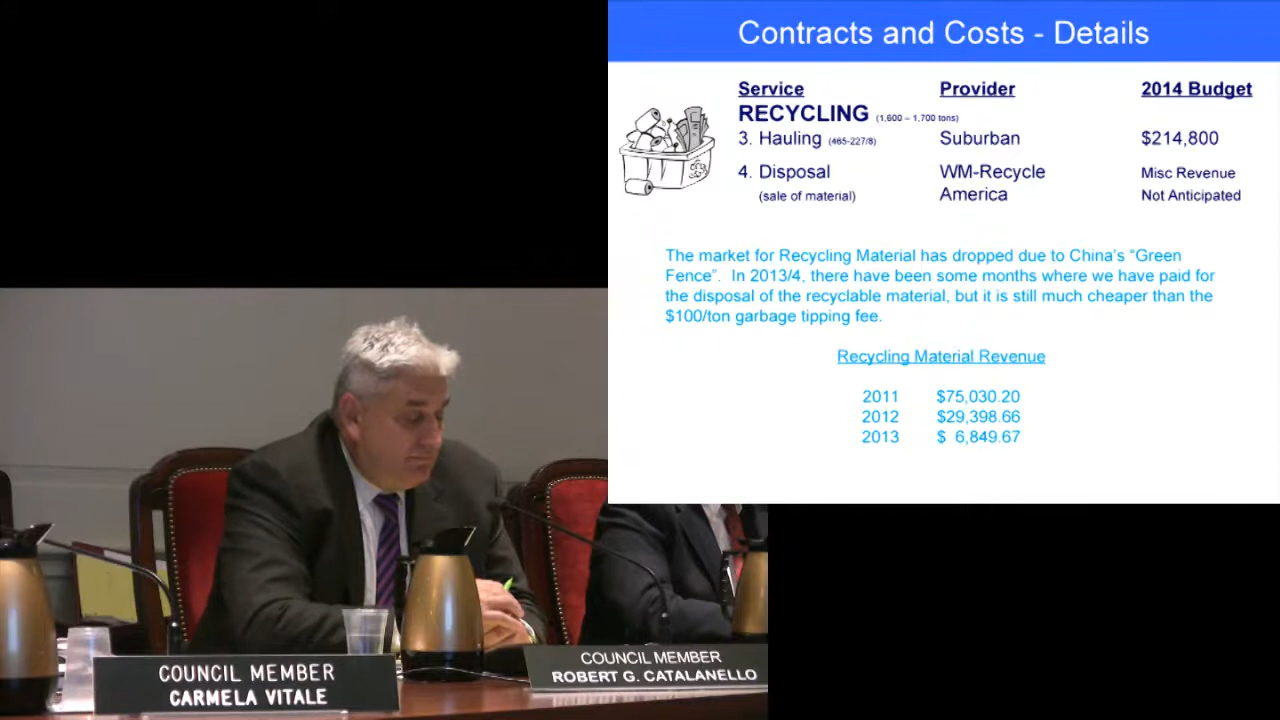 Contracts and Costs - Details
Service Provider 2014 Budget
RECYCLING (1,600 – 1,700 tons)
3. Hauling (465-227/8) Suburban $214,800
4. Disposal WM-Recycle Misc Revenue
(sale of material) America Not Anticipated
The market for Recycling Material has dropped due to China's “Green
Fence”. In 2013/4, there have been some months where we have paid for
the disposal of the recyclable material, but it is still much cheaper than the
$100/ton garbage tipping fee.
Recycling Material Revenue
2011 $75,030.20
2012 $29,398.66
2013 $ 6,849.67
COUNCIL MEMBER
CARMELA VITALE
COUNCIL MEMBER
ROBERT G. CATALANELLO